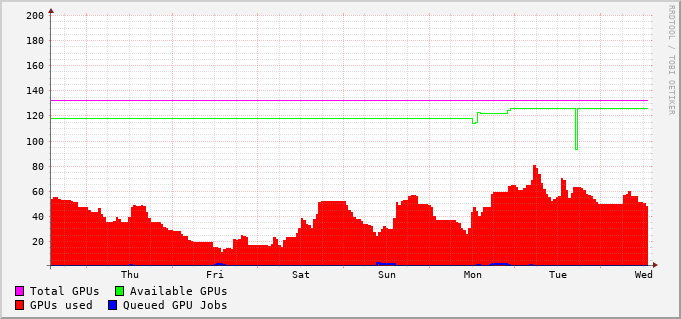 200
180
160
140
120
100
80
60
40
20
Thu Fri Sat Sun Mon Tue Wed
Total GPUs Available GPUs
GPUs used Queued GPU Jobs
RRDTOOL / TOBI OETIKER